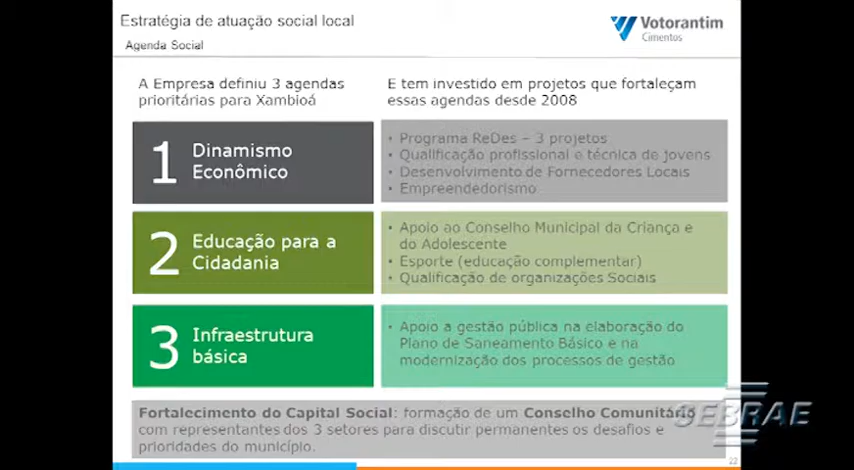 Estratégia de atuação social local
Agenda Social
Votorantim
Cimentos
A Empresa definiu 3 agendas
prioritárias para Xambioá
E tem investido em projetos que fortaleçam
essas agendas desde 2008
1
Dinamismo
Econômico
• Programa ReDes – 3 projetos
• Qualificação profissional e técnica de jovens
• Desenvolvimento de Fornecedores Locais
• Empreendedorismo
2
Educação para a
Cidadania
• Apoio ao Conselho Municipal da Criança e
do Adolescente
• Esporte (educação complementar)
• Qualificação de organizações Sociais
3
Infraestrutura
básica
• Apoio a gestão pública na elaboração do
Plano de Saneamento Básico e na
modernização dos processos de gestão
Fortalecimento do Capital Social: formação de um Conselho Comunitário
com representantes dos 3 setores para discutir permanentes os desafios e
prioridades do município.
SEBRAE
22